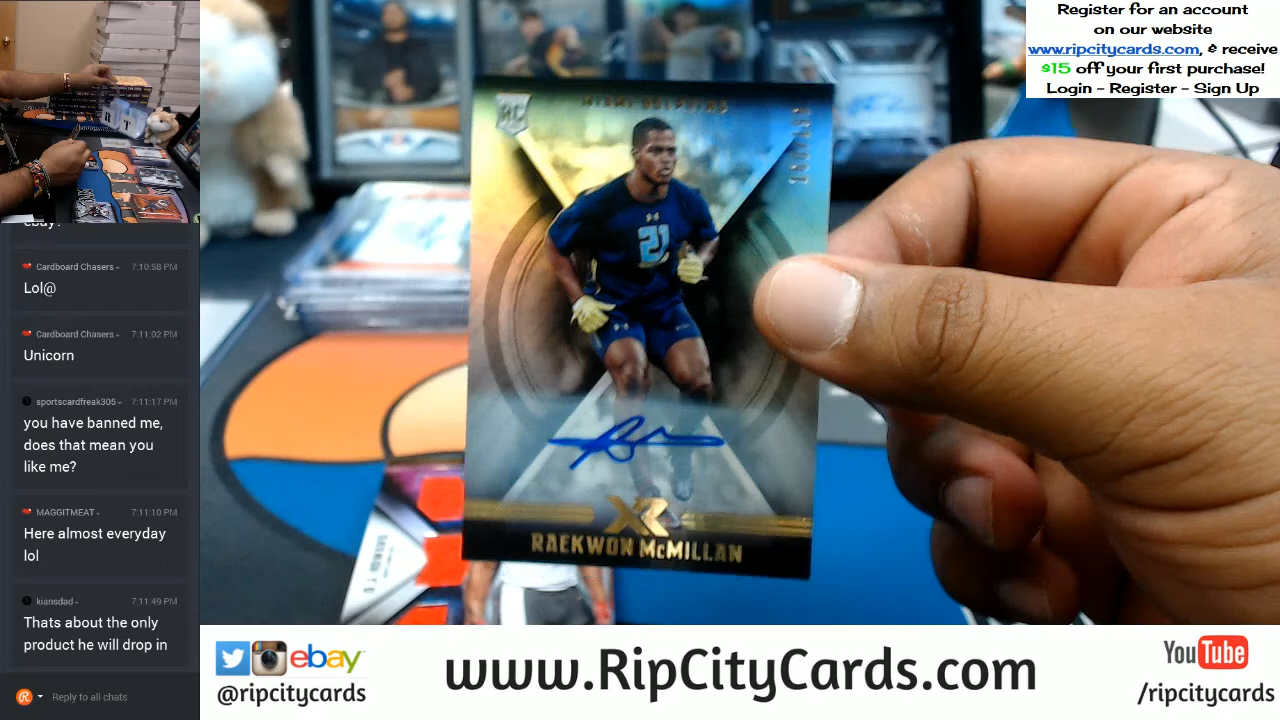 Register for an account
on our website
www.ripcitycards.com, & receive
$15 off your first purchase!
Login - Register - Sign Up
ebay?
Cardboard Chasers
7:10:58 PM
Lol@
Cardboard Chasers
7:11:02 PM
Unicorn
sportscardfreak305
7:11:17 PM
you have banned me,
does that mean you
like me?
MAGGITMEAT
7:11:10 PM
Here almost everyday
lol
kiansdad
7:11:49 PM
Thats about the only
product he will drop in
Reply to all chats
RC
MIAMI DOLPHINS
21
XR
RAEKWON McMILLAN
ebay
@ripcitycards
www.RipCityCards.com
YouTube
/ripcitycards